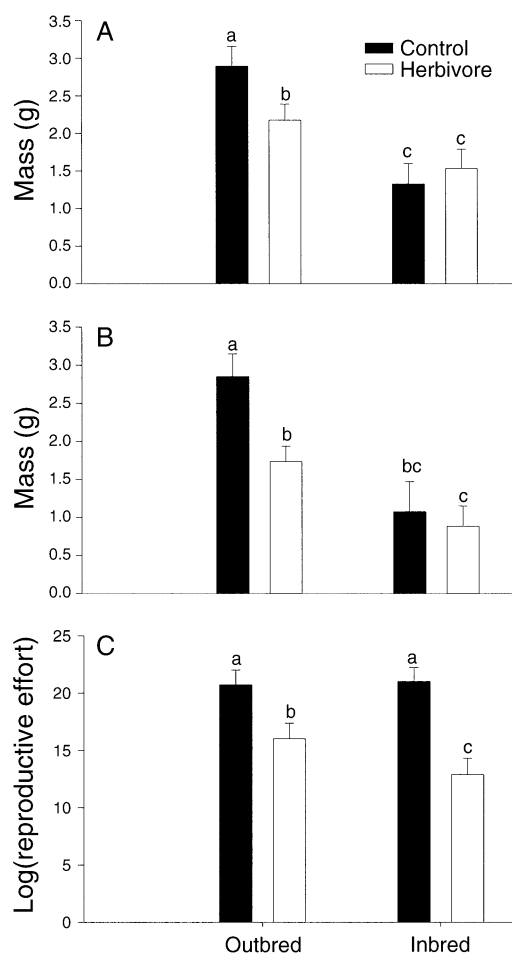 A
Control
Herbivore
Mass (g)
3.5
3.0
2.5
2.0
1.5
1.0
0.5
0.0
a
b
c
c
B
Mass (g)
3.5
3.0
2.5
2.0
1.5
1.0
0.5
0.0
a
b
bc
c
C
Log(reproductive effort)
25
20
15
10
5
0
a
b
a
c
Outbred
Inbred